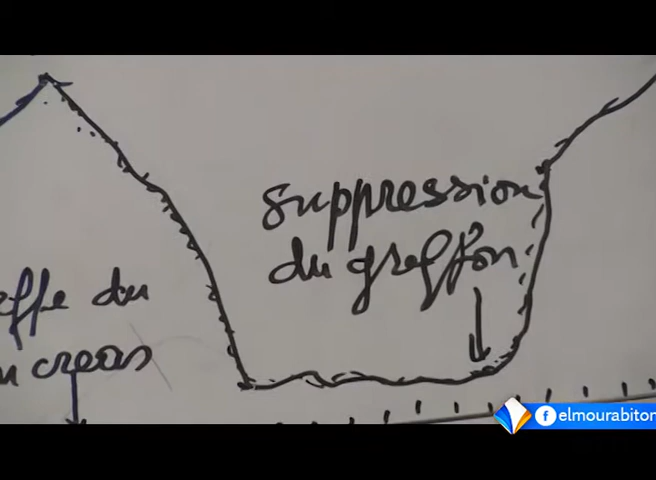 suppression
du greffon
effe du
creas
elmourabiton